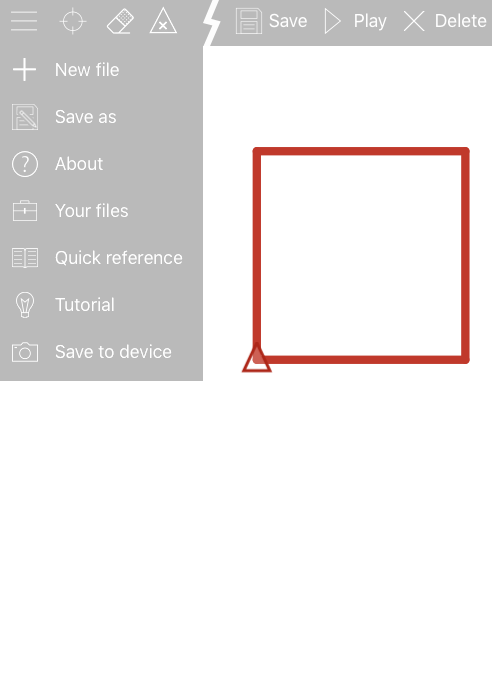 Save Play Delete
New file
Save as
About
Your files
Quick reference
Tutorial
Save to device